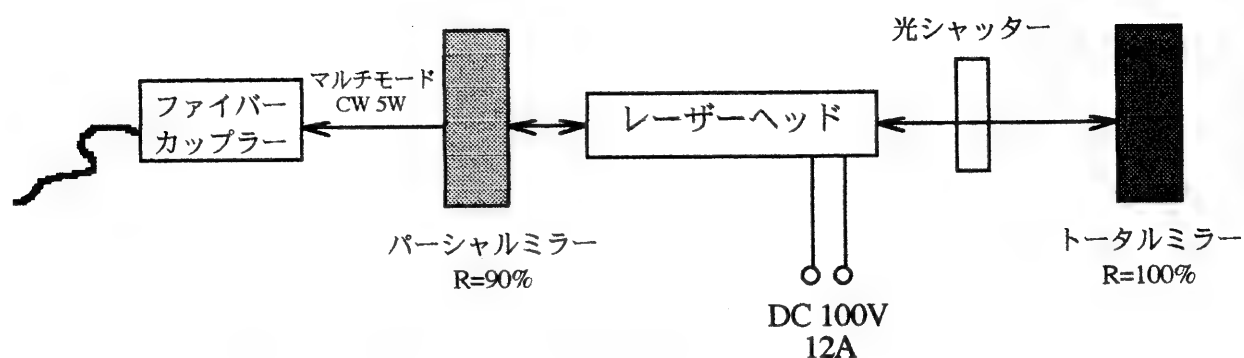 光シャッター
マルチモード
CW 5W
ファイバー
カップラー
レーザーヘッド
パーシャルミラー
R=90%
トータルミラー
R=100%
DC 100V
12A